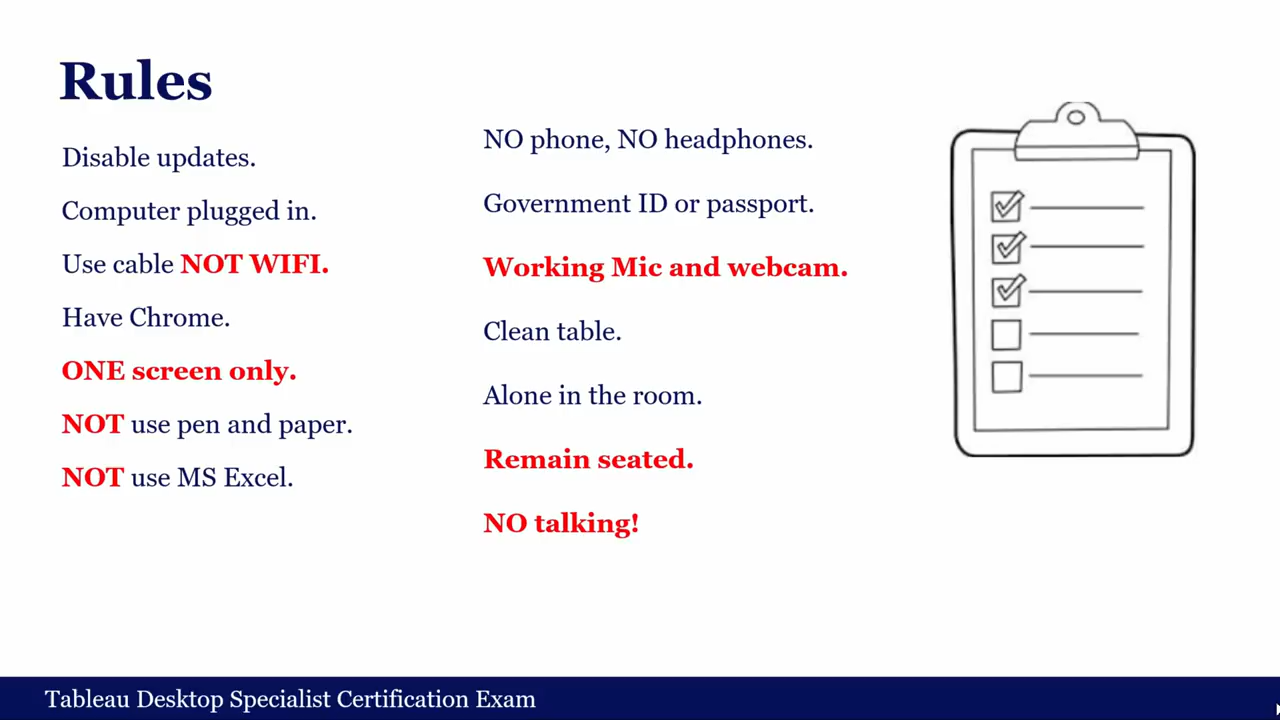 Rules
Disable updates.
Computer plugged in.
Use cable NOT WIFI.
Have Chrome.
ONE screen only.
NOT use pen and paper.
NOT use MS Excel.
NO phone, NO headphones.
Government ID or passport.
Working Mic and webcam.
Clean table.
Alone in the room.
Remain seated.
NO talking!
Tableau Desktop Specialist Certification Exam